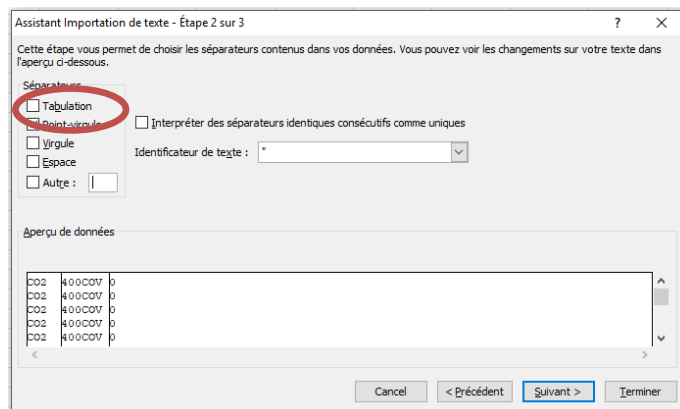 Assistant Importation de texte - Étape 2 sur 3
? ×
Cette étape vous permet de choisir les séparateurs contenus dans vos données. Vous pouvez voir les changements sur votre texte dans
l'aperçu ci-dessous.
Séparateurs
Tabulation
Point-virgule
Interpréter des séparateurs identiques consécutifs comme uniques
Virgule
Identificateur de texte : "
Espace
Autre :
Aperçu de données
CO2 400COV 0
CO2 400COV 0
CO2 400COV 0
CO2 400COV 0
CO2 400COV 0
Cancel < Précédent Suivant > Terminer